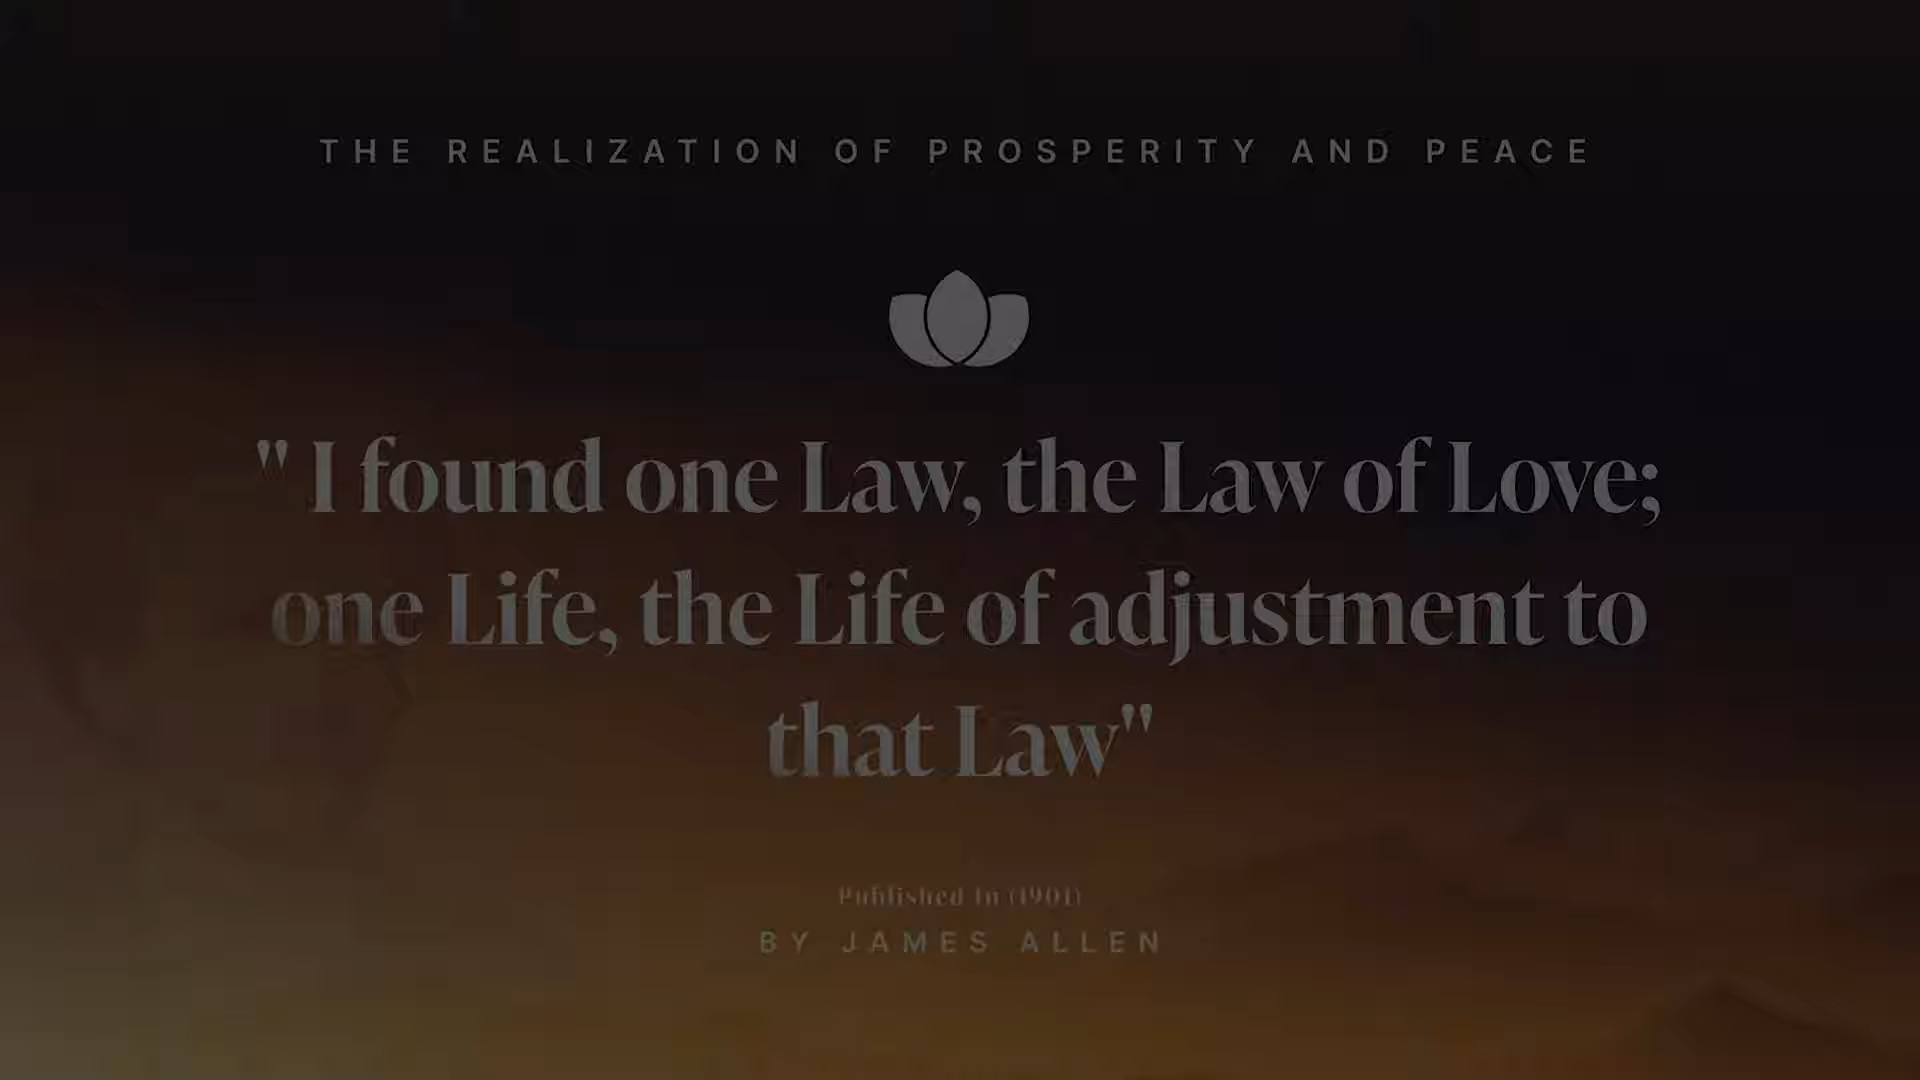 THE REALIZATION OF PROSPERITY AND PEACE
" I found one Law, the Law of Love;
one Life, the Life of adjustment to
that Law"
Published In (1901)
BY JAMES ALLEN